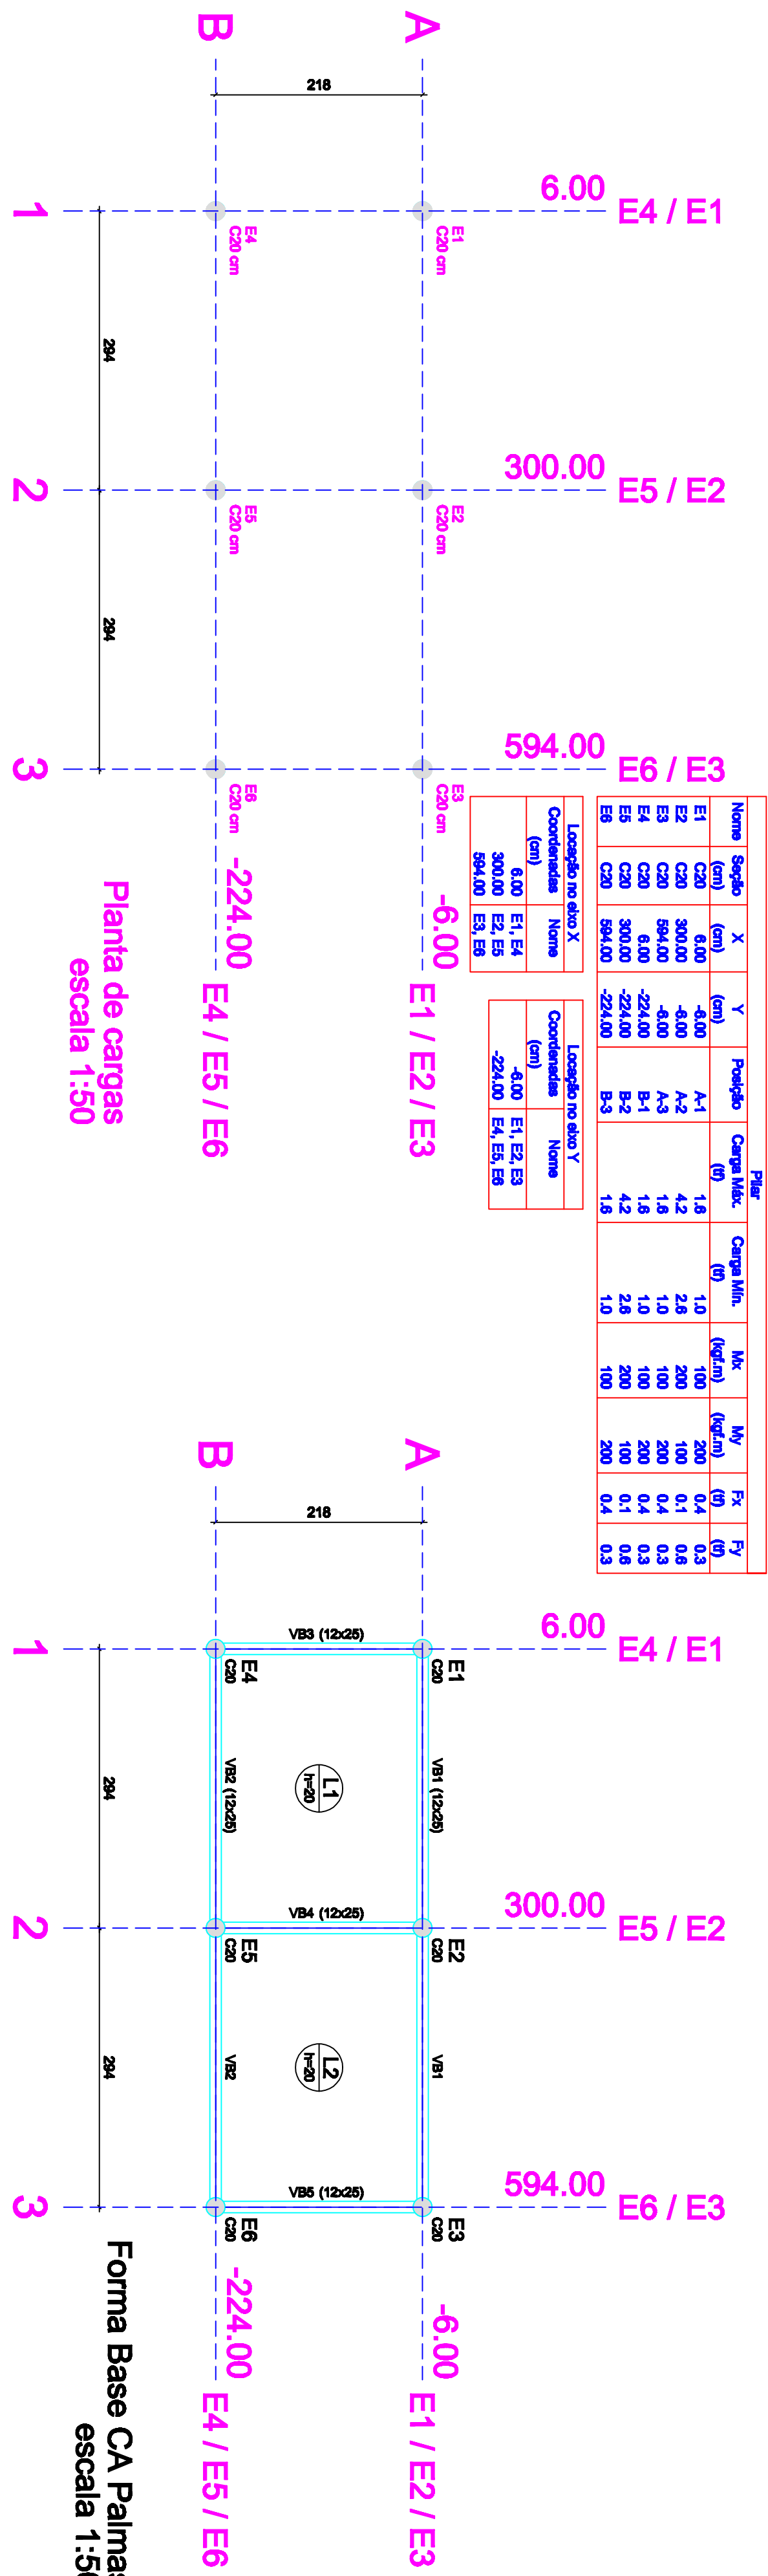 A
B
218
6.00
E4 / E1
300.00
E5 / E2
594.00
E6 / E3
E1
C20 cm
E2
C20 cm
E3
C20 cm
-6.00
E1 / E2 / E3
E4
C20 cm
E5
C20 cm
E6
C20 cm
-224.00
E4 / E5 / E6
294
294
1
2
3
Planta de cargas
escala 1:50
Pilar
Nome Seção (cm) X (cm) Y (cm) Posição Carga Máx. (tf) Carga Mín. (tf) Mx (kgf.m) My (kgf.m) Fx (tf) Fy (tf)
E1 C20 6.00 -6.00 A-1 1.6 1.0 100 200 0.4 0.3
E2 C20 300.00 -6.00 A-2 4.2 2.6 200 100 0.1 0.6
E3 C20 594.00 -6.00 A-3 1.6 1.0 100 200 0.4 0.3
E4 C20 6.00 -224.00 B-1 1.6 1.0 100 200 0.4 0.3
E5 C20 300.00 -224.00 B-2 4.2 2.6 200 100 0.1 0.6
E6 C20 594.00 -224.00 B-3 1.6 1.0 100 200 0.4 0.3
Locação no eixo X
Coordenadas (cm) Nome
6.00 E1, E4
300.00 E2, E5
594.00 E3, E6
Locação no eixo Y
Coordenadas (cm) Nome
-6.00 E1, E2, E3
-224.00 E4, E5, E6
A
B
218
6.00
E4 / E1
300.00
E5 / E2
594.00
E6 / E3
E1
C20
VB1 (12x25)
E2
C20
VB1
E3
C20
-6.00
E1 / E2 / E3
VB3 (12x25)
L1
h=20
VB4 (12x25)
L2
h=20
VB5 (12x25)
E4
C20
VB2 (12x25)
E5
C20
VB2
E6
C20
-224.00
E4 / E5 / E6
294
294
1
2
3
Forma Base CA Palmas
escala 1:50